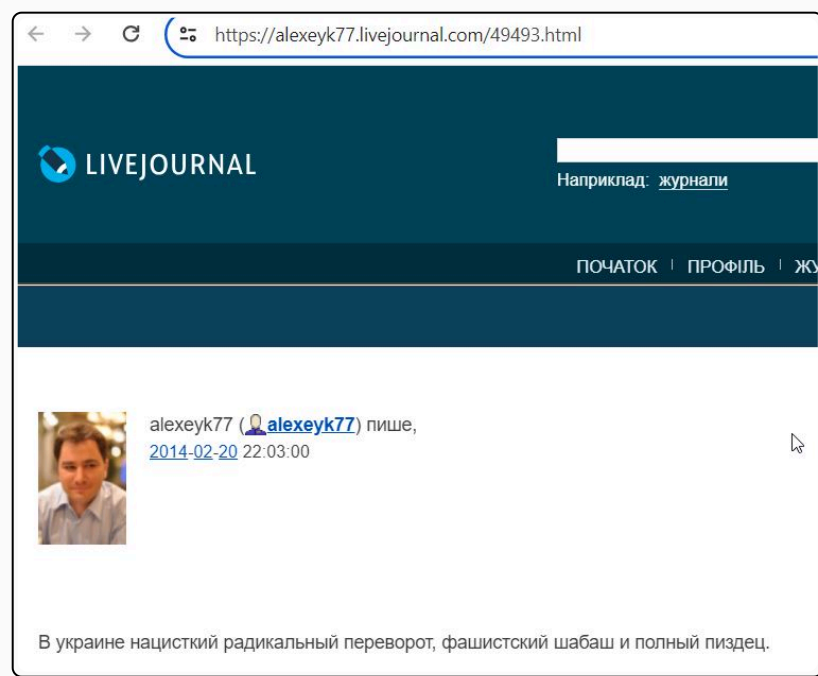 https://alexeyk77.livejournal.com/49493.html
LIVEJOURNAL
Наприклад: журнали
ПОЧАТОК | ПРОФІЛЬ | ЖУ
alexeyk77 (alexeyk77) пише,
2014-02-20 22:03:00
В украине нацисткий радикальный переворот, фашистский шабаш и полный пиздец.